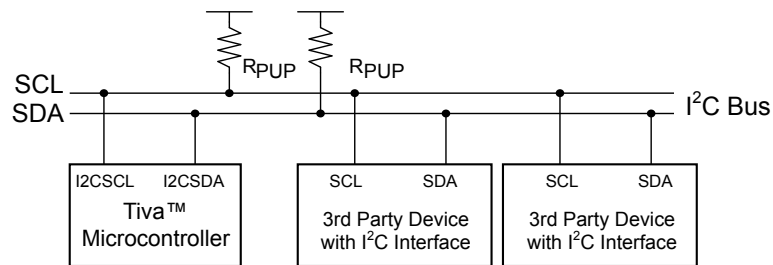 RPUP RPUP
SCL
SDA
I²C Bus
I2CSCL I2CSDA SCL SDA SCL SDA
Tiva™
Microcontroller
3rd Party Device
with I²C Interface
3rd Party Device
with I²C Interface